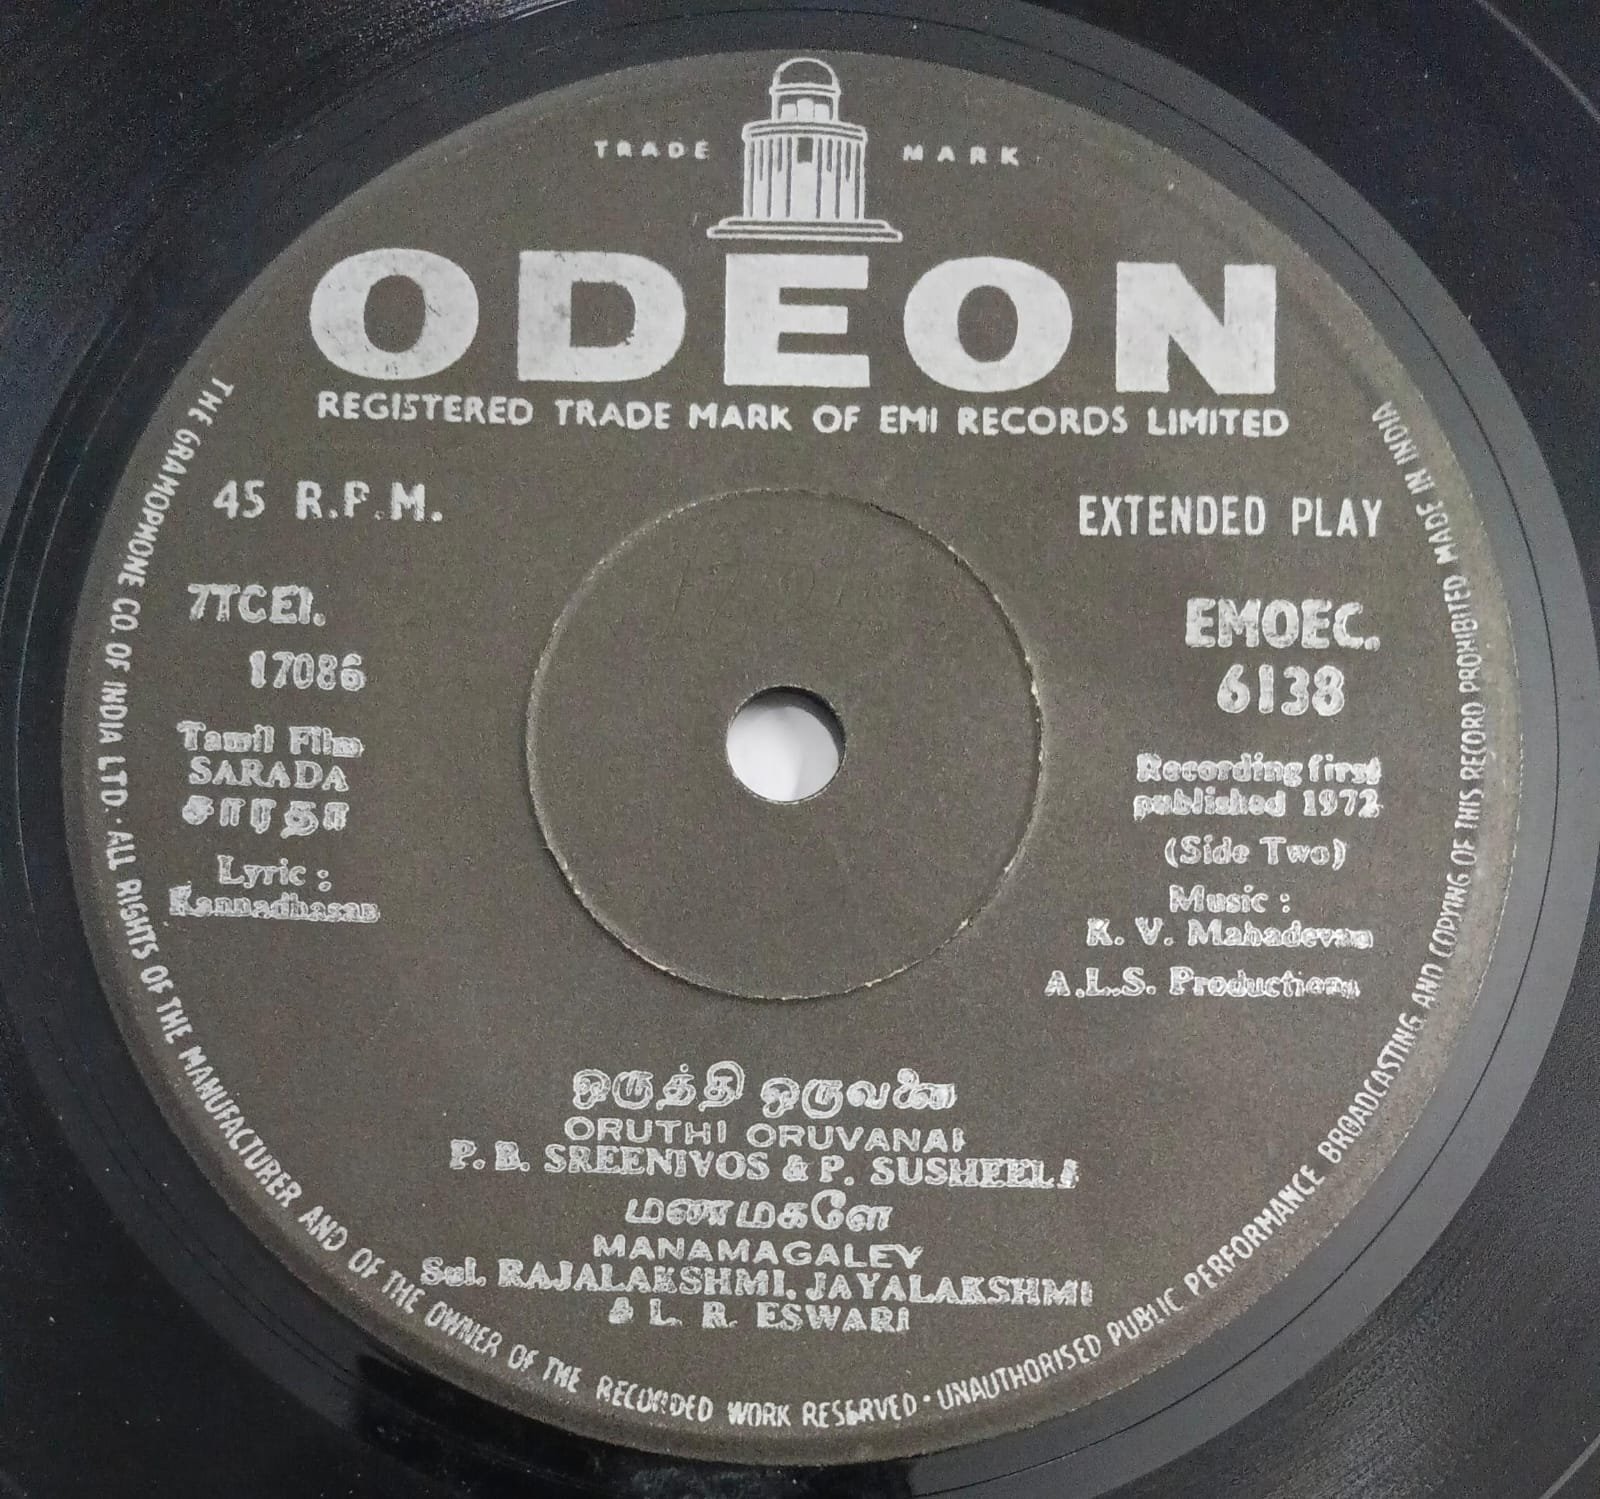 TRADE MARK
ODEON
REGISTERED TRADE MARK OF EMI RECORDS LIMITED
45 R.P.M.
EXTENDED PLAY
7TCEI.
17086
EMOEC.
6138
Tamil Film
SARADA
சாரதா
Lyric :
Kannadhasan
Recording first
published 1972
(Side Two)
Music :
K. V. Mahadevan
A.L.S. Productions
ஒருத்தி ஒருவனை
ORUTHI ORUVANAI
P. B. SREENIVOS & P. SUSHEELA
மணமகளே
MANAMAGALEY
Sul. RAJALAKSHMI, JAYALAKSHMI
& L. R. ESWARI
THE GRAMOPHONE CO. OF INDIA LTD. · ALL RIGHTS OF THE MANUFACTURER AND OF THE OWNER OF THE RECORDED WORK RESERVED · UNAUTHORISED PUBLIC PERFORMANCE BROADCASTING AND COPYING OF THIS RECORD PROHIBITED MADE IN INDIA